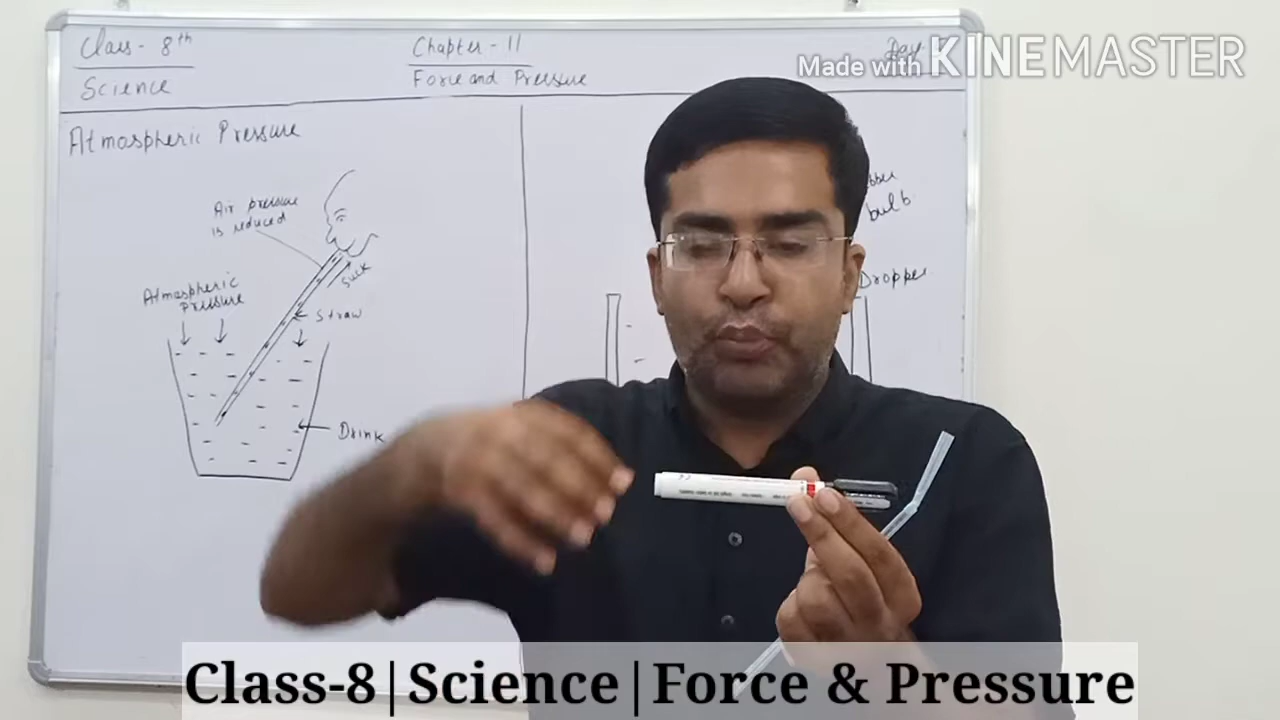 Class- 8th
Science
Chapter - 11
Force and Pressure
Made with KINEMASTER
Atmospheric Pressure
Air pressure
is reduced
Suck
Atmospheric
Pressure
Straw
Drink
bulb
Dropper
Class-8|Science|Force & Pressure